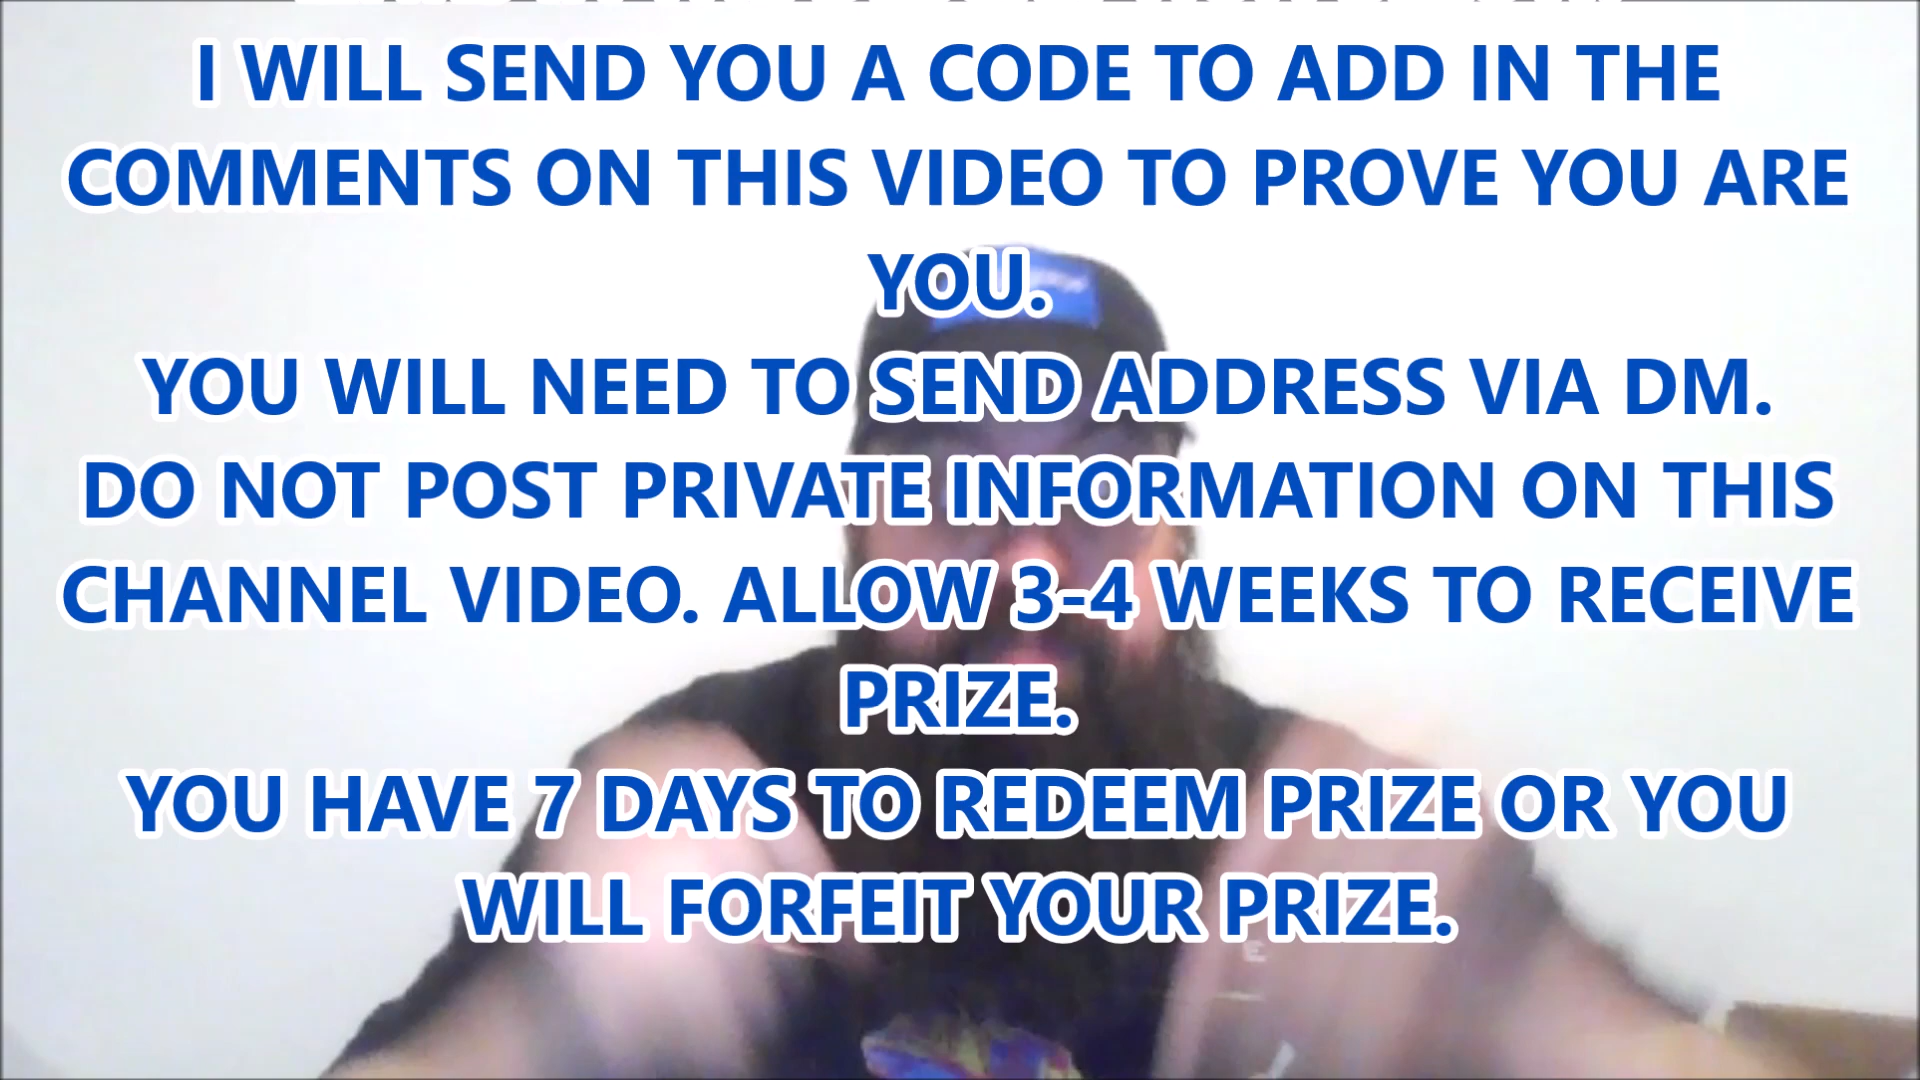 I WILL SEND YOU A CODE TO ADD IN THE
COMMENTS ON THIS VIDEO TO PROVE YOU ARE
YOU.
YOU WILL NEED TO SEND ADDRESS VIA DM.
DO NOT POST PRIVATE INFORMATION ON THIS
CHANNEL VIDEO. ALLOW 3-4 WEEKS TO RECEIVE
PRIZE.
YOU HAVE 7 DAYS TO REDEEM PRIZE OR YOU
WILL FORFEIT YOUR PRIZE.